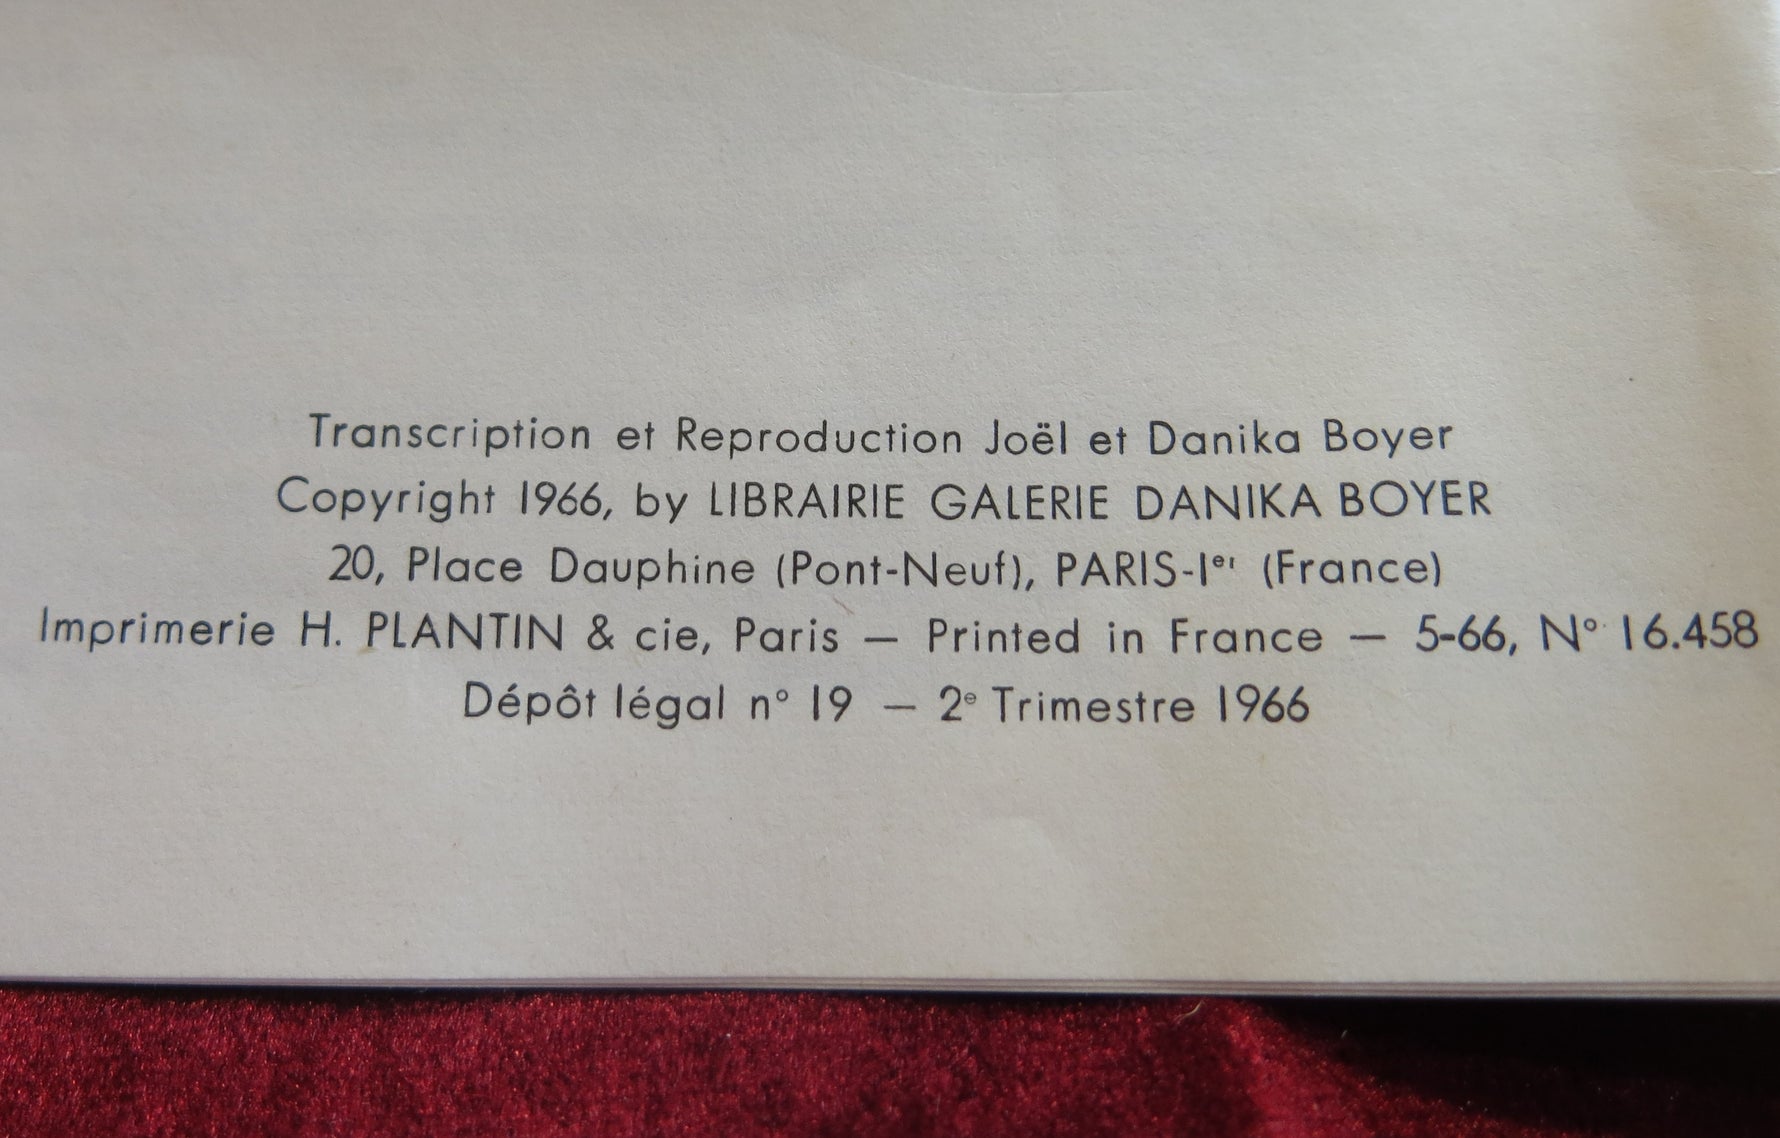 Transcription et Reproduction Joël et Danika Boyer
Copyright 1966, by LIBRAIRIE GALERIE DANIKA BOYER
20, Place Dauphine (Pont-Neuf), PARIS-Iᵉʳ (France)
Imprimerie H. PLANTIN & cie, Paris — Printed in France — 5-66, N° 16.458
Dépôt légal n° 19 — 2ᵉ Trimestre 1966